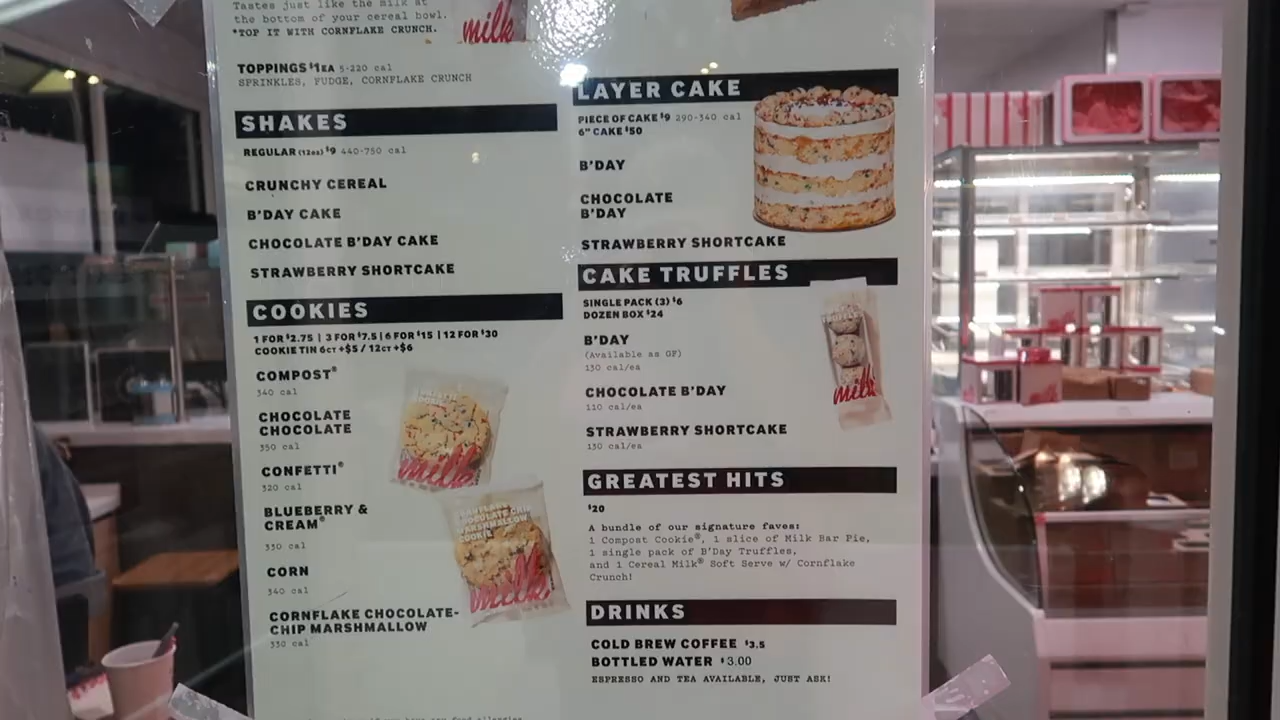 Tastes just like the milk at
the bottom of your cereal bowl.
*TOP IT WITH CORNFLAKE CRUNCH.
milk
TOPPINGS $1EA 5-220 cal
SPRINKLES, FUDGE, CORNFLAKE CRUNCH
SHAKES
REGULAR (12oz) $9 440-750 cal
CRUNCHY CEREAL
B'DAY CAKE
CHOCOLATE B'DAY CAKE
STRAWBERRY SHORTCAKE
COOKIES
1 FOR $2.75 | 3 FOR $7.5 | 6 FOR $15 | 12 FOR $30
COOKIE TIN 6CT +$5 / 12CT +$6
COMPOST®
340 cal
CHOCOLATE
CHOCOLATE
350 cal
CONFETTI®
320 cal
BLUEBERRY &
CREAM®
330 cal
CORN
340 cal
CORNFLAKE CHOCOLATE-
CHIP MARSHMALLOW
330 cal
COOKIE
milk
CHOCOLATE CHIP
MARSHMALLOW
COOKIE
milk
LAYER CAKE
PIECE OF CAKE $9 290-340 cal
6" CAKE $50
B'DAY
CHOCOLATE
B'DAY
STRAWBERRY SHORTCAKE
CAKE TRUFFLES
SINGLE PACK (3) $6
DOZEN BOX $24
B'DAY
(Available as GF)
130 cal/ea
CHOCOLATE B'DAY
110 cal/ea
STRAWBERRY SHORTCAKE
130 cal/ea
milk
GREATEST HITS
$20
A bundle of our signature faves:
1 Compost Cookie®, 1 slice of Milk Bar Pie,
1 single pack of B'Day Truffles,
and 1 Cereal Milk® Soft Serve w/ Cornflake
Crunch!
DRINKS
COLD BREW COFFEE $3.5
BOTTLED WATER $3.00
ESPRESSO AND TEA AVAILABLE, JUST ASK!